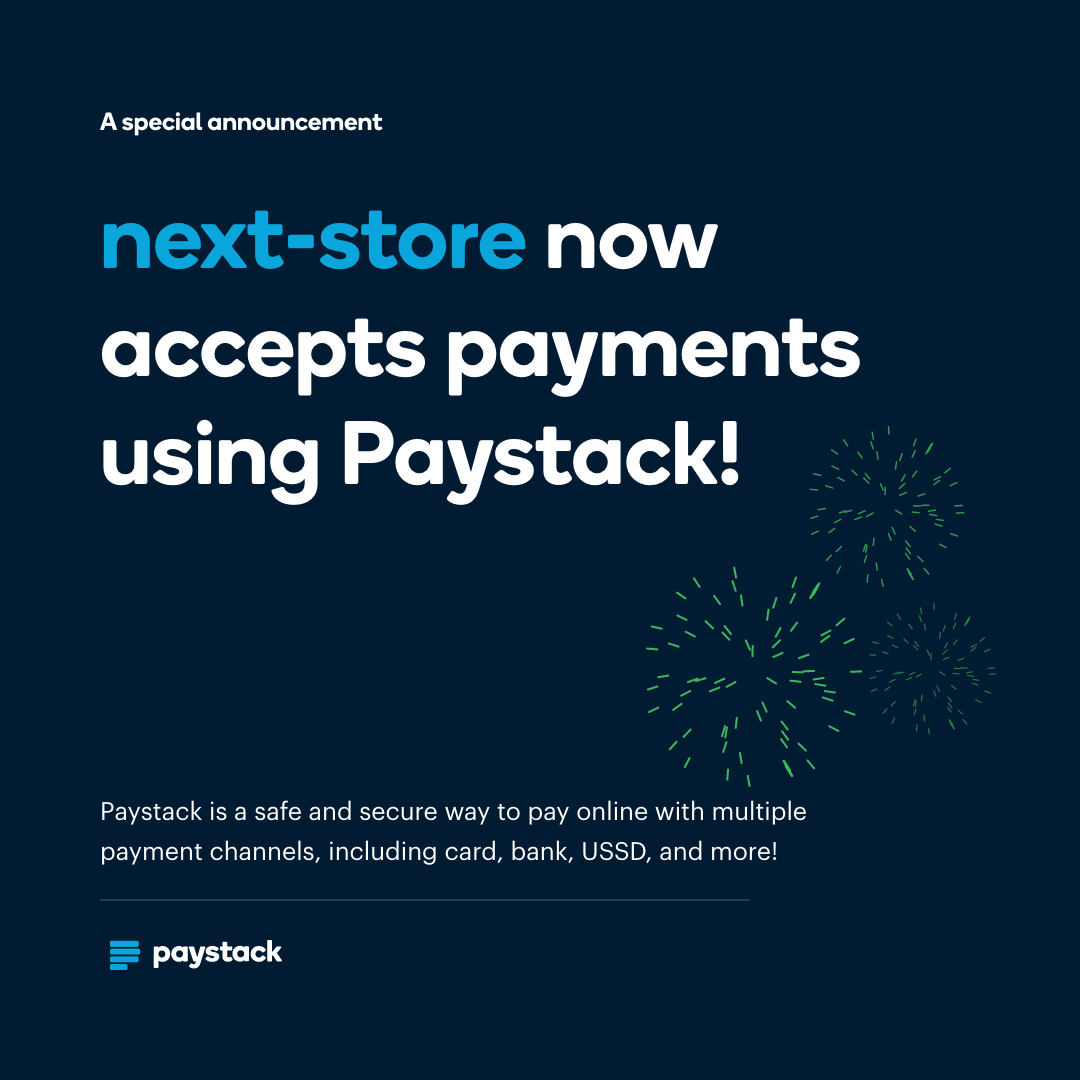 A special announcement
next-store now
accepts payments
using Paystack!
Paystack is a safe and secure way to pay online with multiple
payment channels, including card, bank, USSD, and more!
paystack